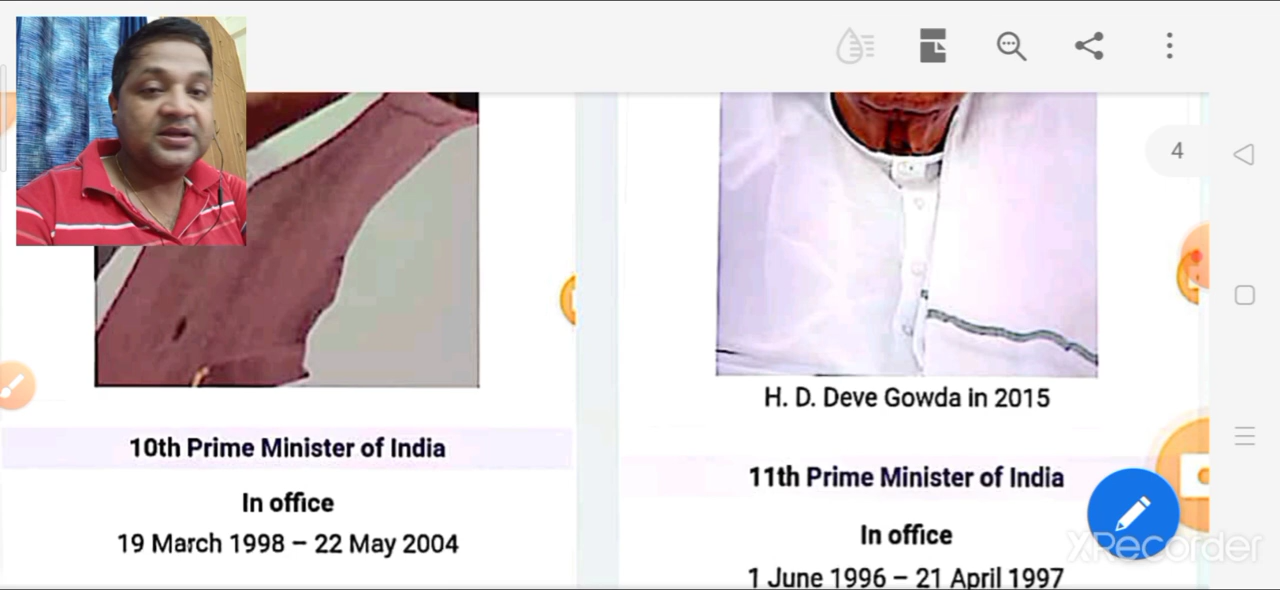 4
H. D. Deve Gowda in 2015
10th Prime Minister of India
In office
19 March 1998 – 22 May 2004
11th Prime Minister of India
In office
1 June 1996 – 21 April 1997
XRecorder